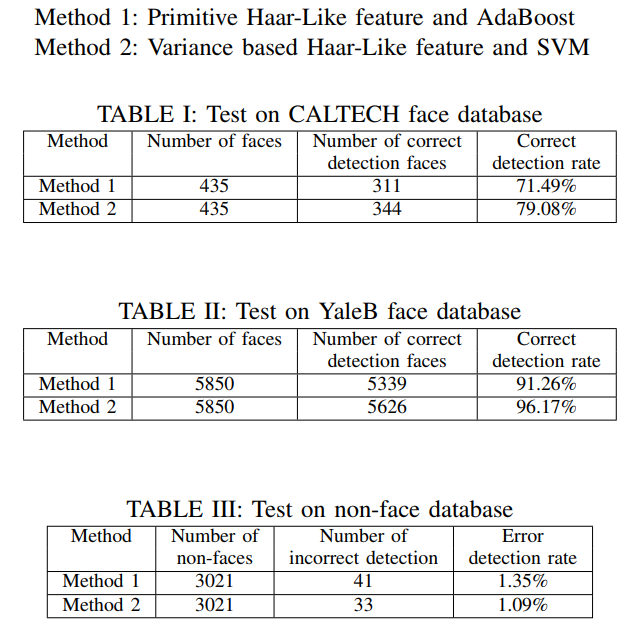 Method 1: Primitive Haar-Like feature and AdaBoost
Method 2: Variance based Haar-Like feature and SVM
TABLE I: Test on CALTECH face database
Method Number of faces Number of correct Correct
detection faces detection rate
Method 1 435 311 71.49%
Method 2 435 344 79.08%
TABLE II: Test on YaleB face database
Method Number of faces Number of correct Correct
detection faces detection rate
Method 1 5850 5339 91.26%
Method 2 5850 5626 96.17%
TABLE III: Test on non-face database
Method Number of Number of Error
non-faces incorrect detection detection rate
Method 1 3021 41 1.35%
Method 2 3021 33 1.09%